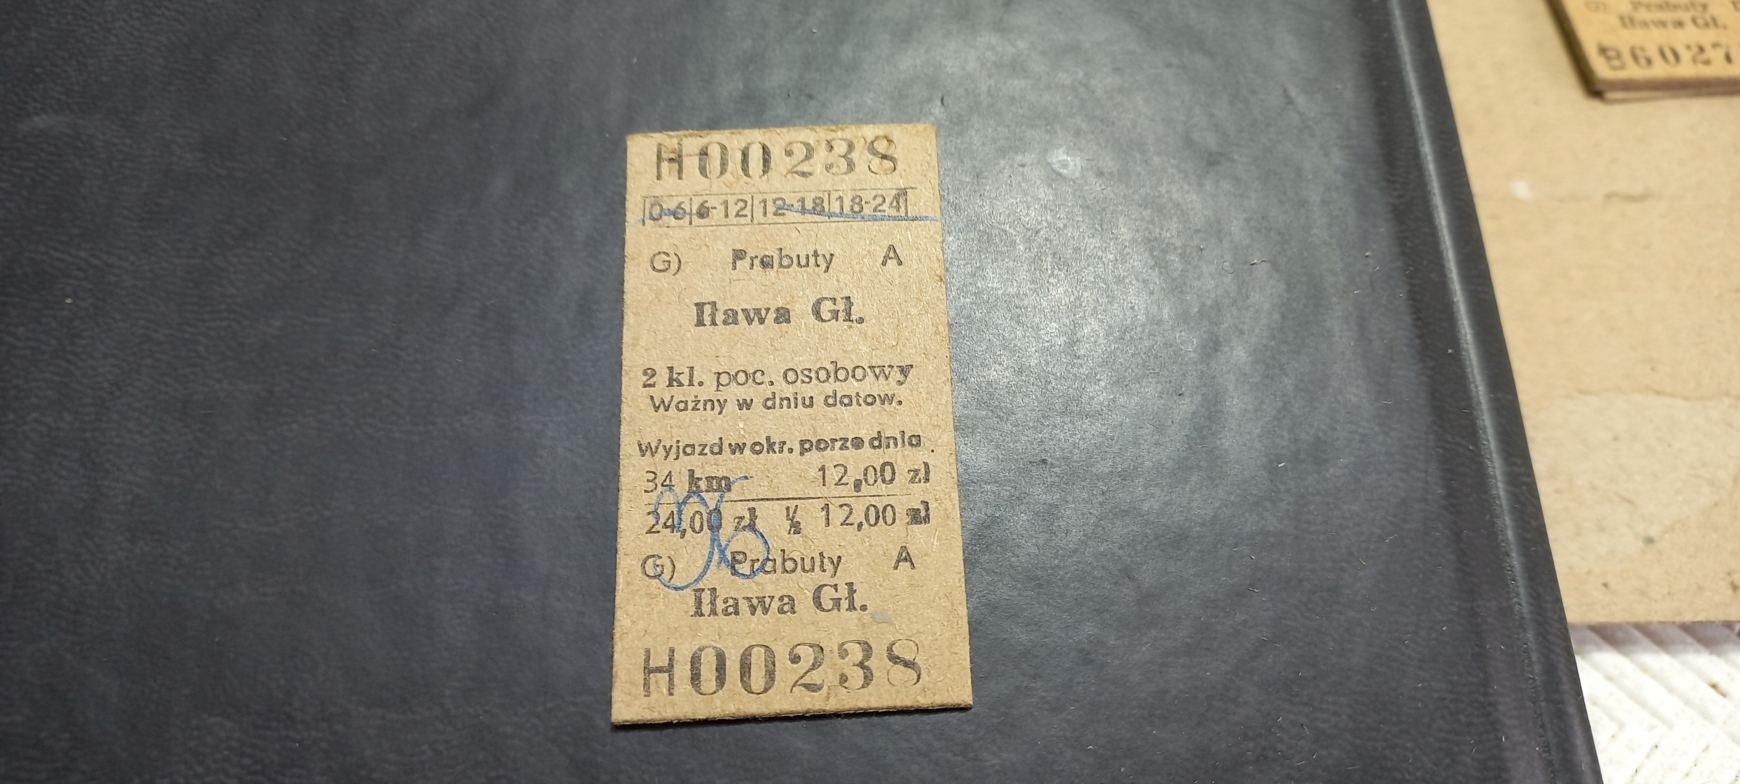 H00238
0-6|6-12|12-18|18-24
G) Prabuty A
Iława Gł.
2 kl. poc. osobowy
Ważny w dniu datow.
Wyjazd w okr. porze dnia
34 km 12,00 zł
24,00 zł ½ 12,00 zł
G) Prabuty A
Iława Gł.
H00238
G) Prabuty
Iława Gł.
B6027